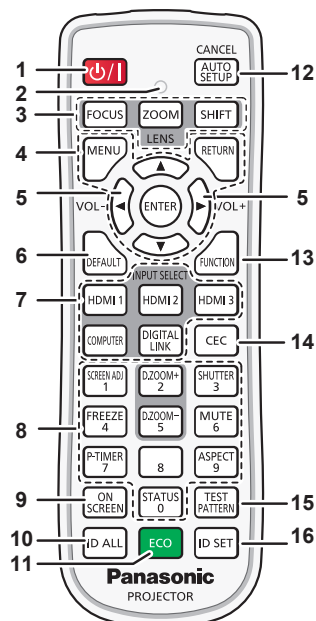 CANCEL
1 ⏻/| AUTO SETUP 12
2
3 FOCUS ZOOM SHIFT
LENS
4 MENU RETURN
5 ENTER 5
VOL- VOL+
6 DEFAULT FUNCTION 13
INPUT SELECT
7 HDMI 1 HDMI 2 HDMI 3
COMPUTER DIGITAL LINK CEC 14
SCREEN ADJ D.ZOOM+ SHUTTER
1 2 3
8 FREEZE D.ZOOM- MUTE
4 5 6
P-TIMER ASPECT
7 8 9
9 ON SCREEN STATUS 0 TEST PATTERN 15
10 ID ALL ECO ID SET 16
11
Panasonic
PROJECTOR